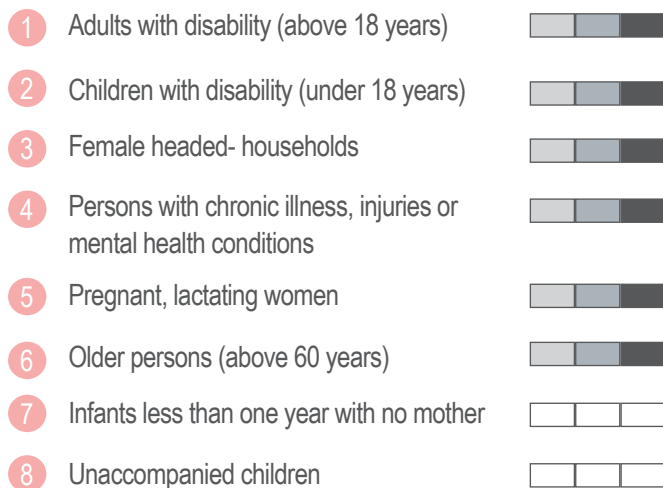 1 Adults with disability (above 18 years)
2 Children with disability (under 18 years)
3 Female headed- households
4 Persons with chronic illness, injuries or
mental health conditions
5 Pregnant, lactating women
6 Older persons (above 60 years)
7 Infants less than one year with no mother
8 Unaccompanied children